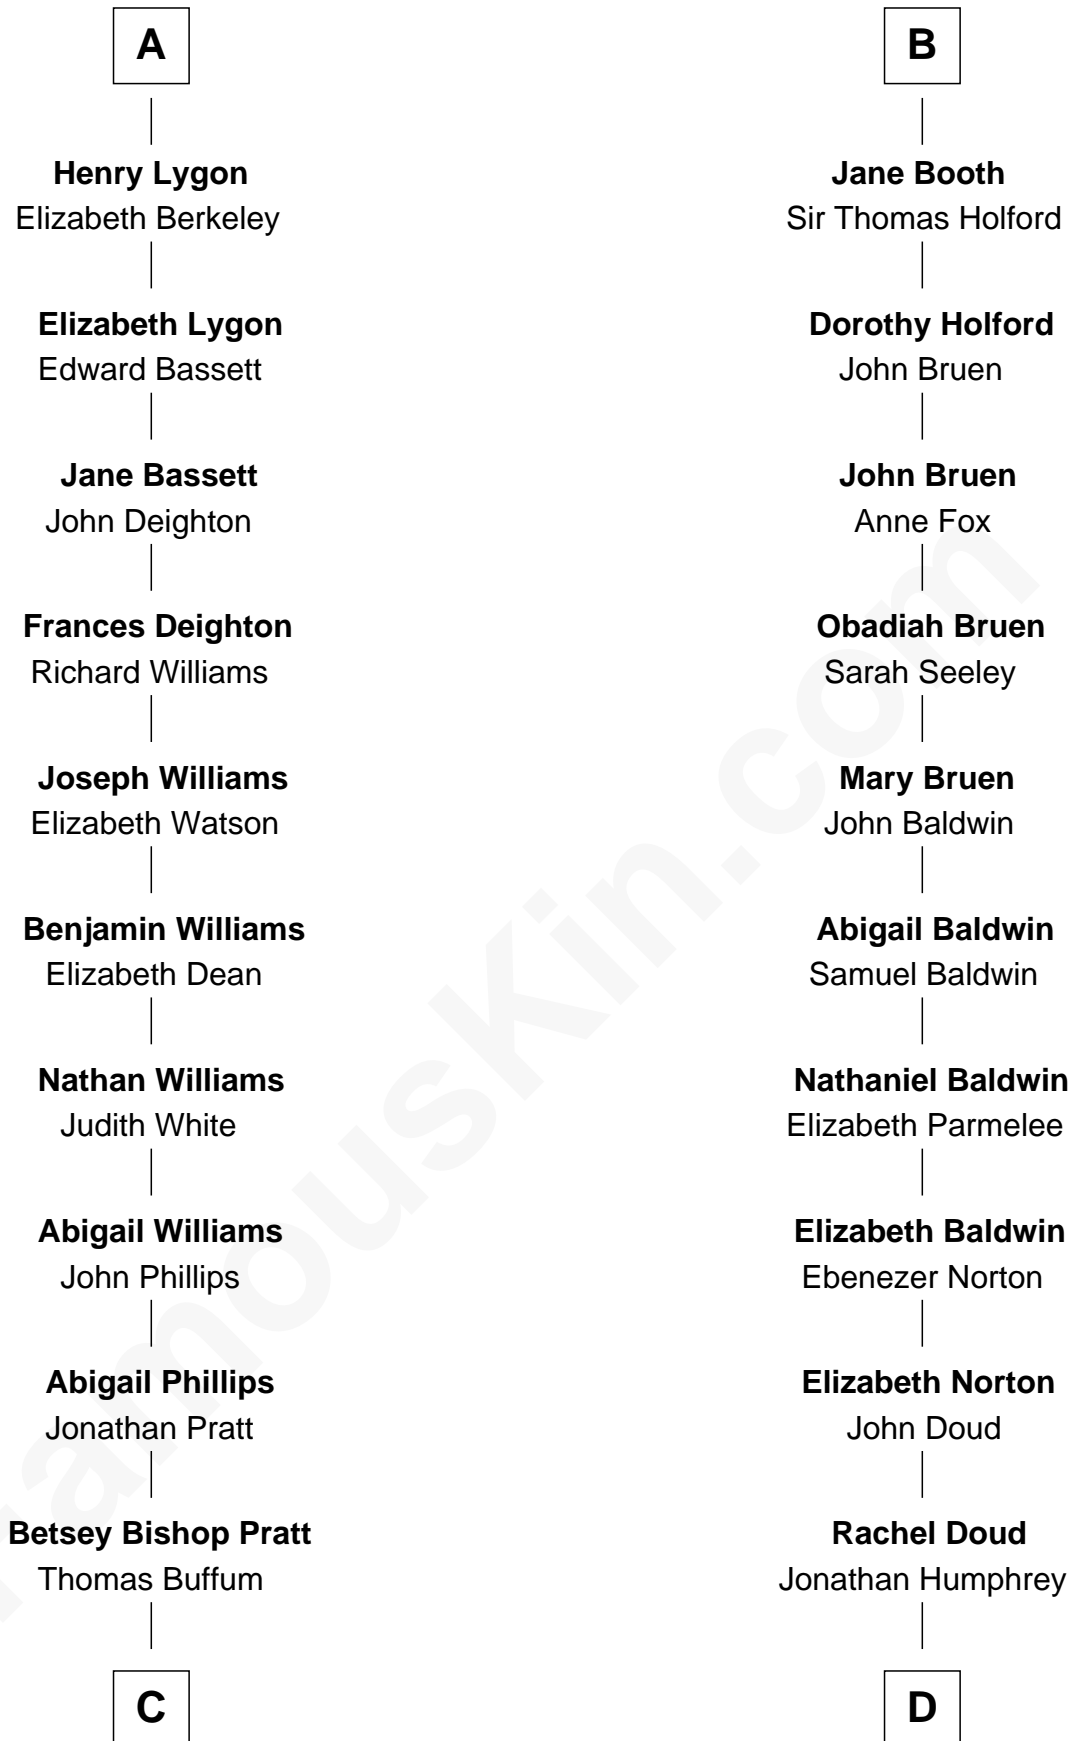 A
Henry Lygon
Elizabeth Berkeley
Elizabeth Lygon
Edward Bassett
Jane Bassett
John Deighton
Frances Deighton
Richard Williams
Joseph Williams
Elizabeth Watson
Benjamin Williams
Elizabeth Dean
Nathan Williams
Judith White
Abigail Williams
John Phillips
Abigail Phillips
Jonathan Pratt
Betsey Bishop Pratt
Thomas Buffum
C
B
Jane Booth
Sir Thomas Holford
Dorothy Holford
John Bruen
John Bruen
Anne Fox
Obadiah Bruen
Sarah Seeley
Mary Bruen
John Baldwin
Abigail Baldwin
Samuel Baldwin
Nathaniel Baldwin
Elizabeth Parmelee
Elizabeth Baldwin
Ebenezer Norton
Elizabeth Norton
John Doud
Rachel Doud
Jonathan Humphrey
D
FamousKin.com